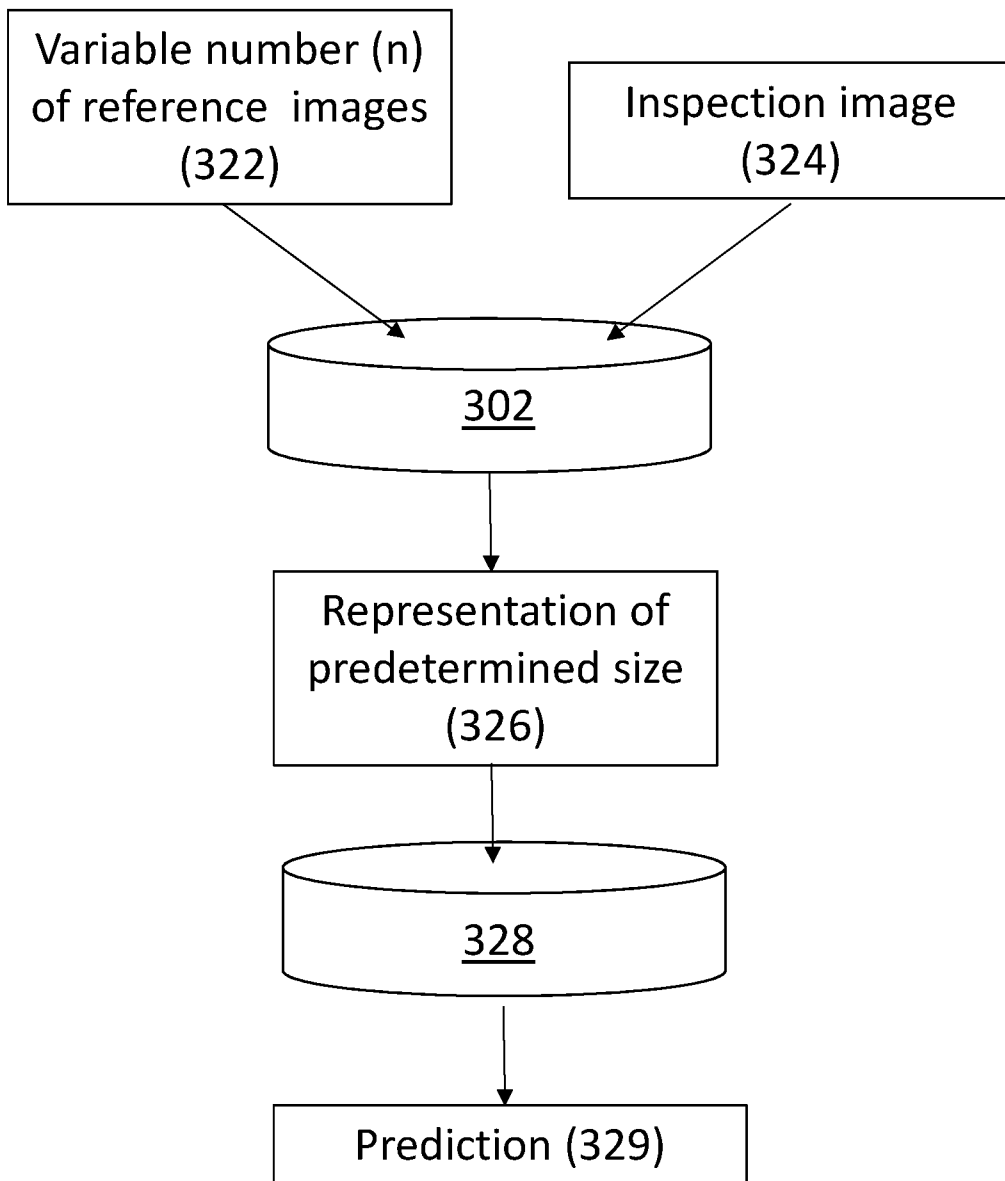 Variable number (n)
of reference images
(322)
Inspection image
(324)
302
Representation of
predetermined size
(326)
328
Prediction (329)